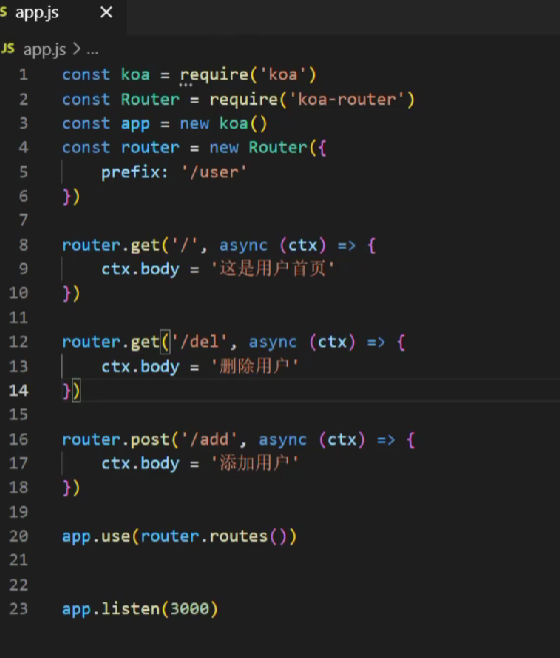 S app.js ×
JS app.js > ...
1 const koa = require('koa')
2 const Router = require('koa-router')
3 const app = new koa()
4 const router = new Router({
5     prefix: '/user'
6 })
7
8 router.get('/', async (ctx) => {
9     ctx.body = '这是用户首页'
10 })
11
12 router.get('/del', async (ctx) => {
13     ctx.body = '删除用户'
14 })
15
16 router.post('/add', async (ctx) => {
17     ctx.body = '添加用户'
18 })
19
20 app.use(router.routes())
21
22
23 app.listen(3000)